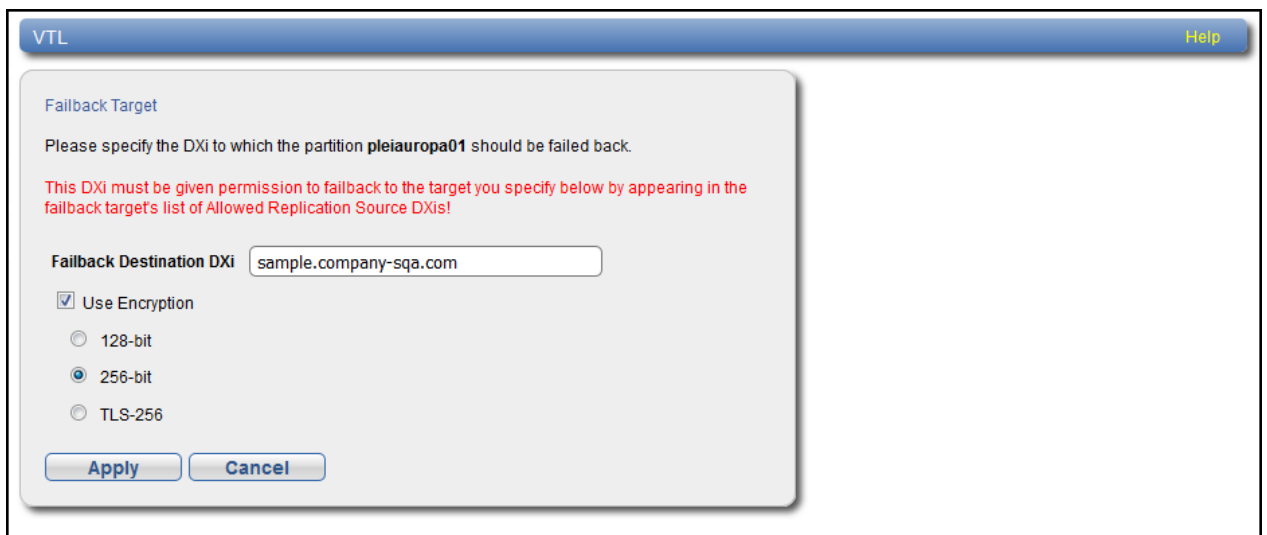 VTL
Help
Failback Target
Please specify the DXi to which the partition pleiauropa01 should be failed back.
This DXi must be given permission to failback to the target you specify below by appearing in the
failback target's list of Allowed Replication Source DXis!
Failback Destination DXi sample.company-sqa.com
Use Encryption
128-bit
256-bit
TLS-256
Apply Cancel